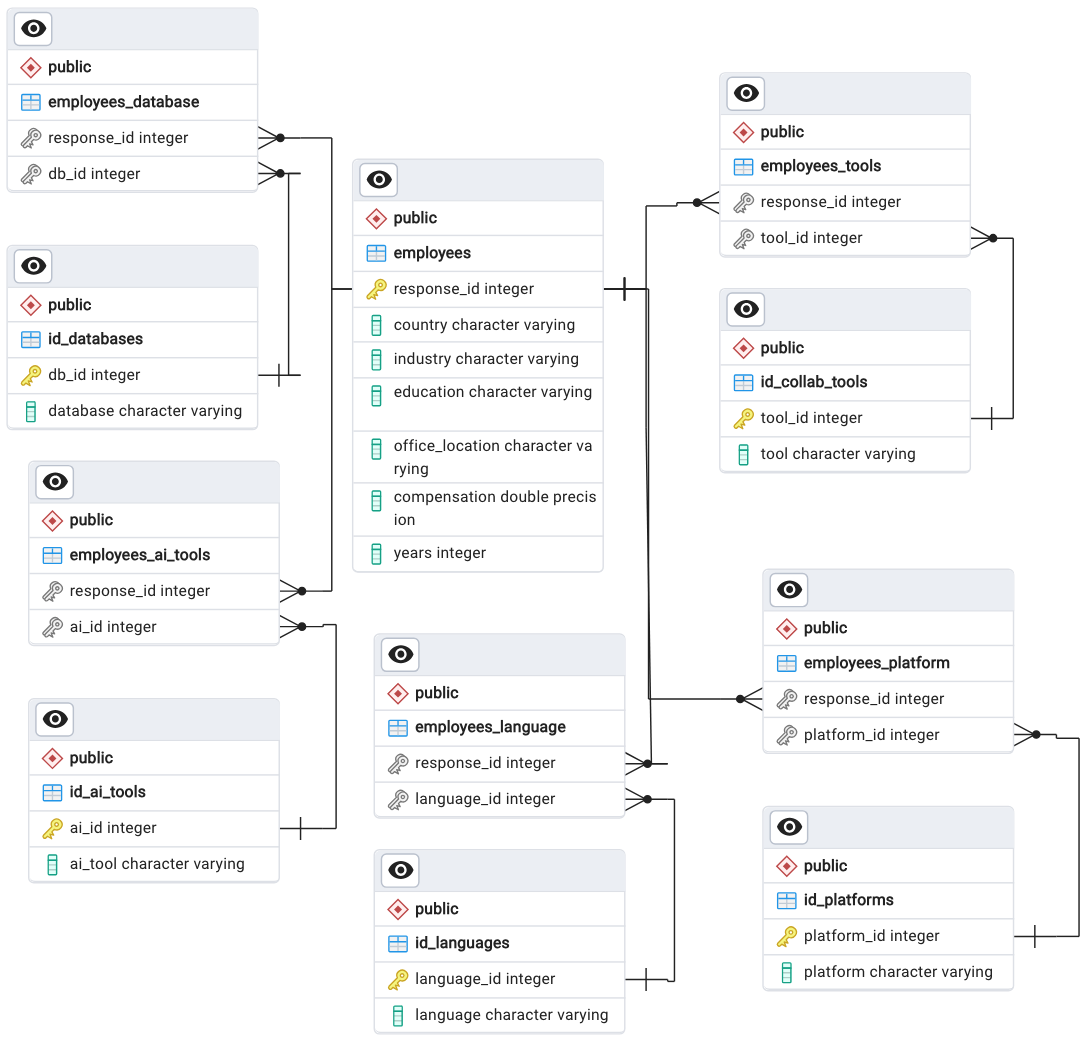 public
employees_database
response_id integer
db_id integer
public
id_databases
db_id integer
database character varying
public
employees_ai_tools
response_id integer
ai_id integer
public
id_ai_tools
ai_id integer
ai_tool character varying
public
employees
response_id integer
country character varying
industry character varying
education character varying
office_location character va
rying
compensation double precis
ion
years integer
public
employees_language
response_id integer
language_id integer
public
id_languages
language_id integer
language character varying
public
employees_tools
response_id integer
tool_id integer
public
id_collab_tools
tool_id integer
tool character varying
public
employees_platform
response_id integer
platform_id integer
public
id_platforms
platform_id integer
platform character varying